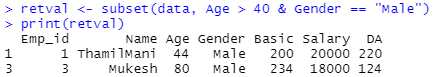 > retval <- subset(data, Age > 40 & Gender == "Male")
> print(retval)
  Emp_id       Name Age Gender Basic Salary  DA
1      1 ThamilMani  44   Male   200  20000 220
3      3     Mukesh  80   Male   234  18000 124